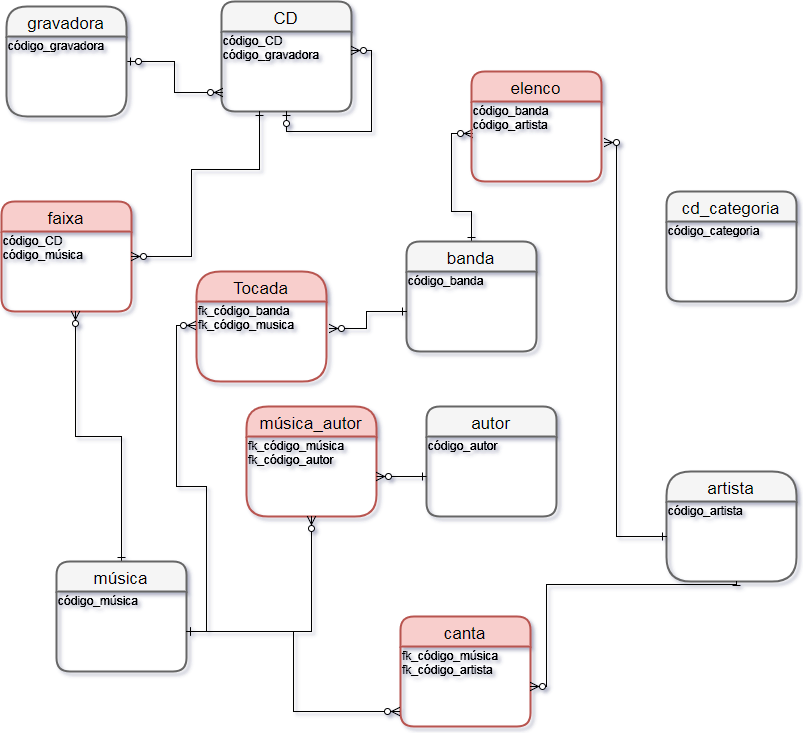 gravadora
código_gravadora
CD
código_CD
código_gravadora
elenco
código_banda
código_artista
cd_categoria
código_categoria
faixa
código_CD
código_música
banda
código_banda
Tocada
fk_código_banda
fk_código_musica
música_autor
fk_código_música
fk_código_autor
autor
código_autor
artista
código_artista
música
código_música
canta
fk_código_música
fk_código_artista